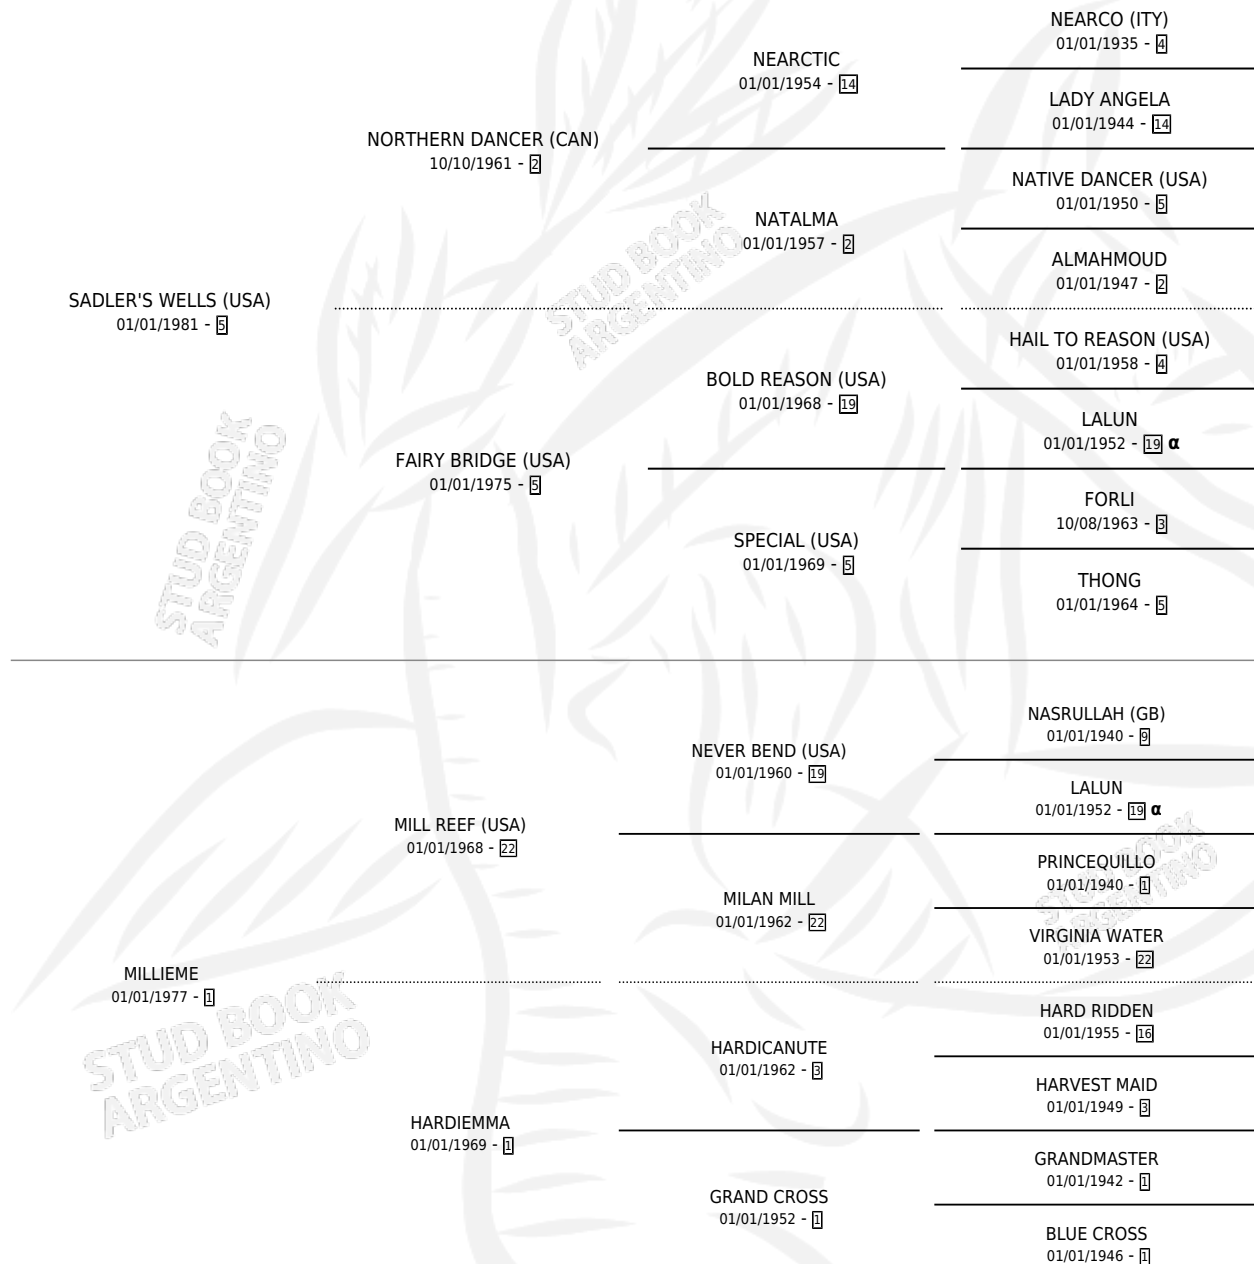 NEARCO (ITY)
01/01/1935 - 4
NEARCTIC
01/01/1954 - 14
LADY ANGELA
01/01/1944 - 14
NORTHERN DANCER (CAN)
10/10/1961 - 2
NATIVE DANCER (USA)
01/01/1950 - 5
NATALMA
01/01/1957 - 2
ALMAHMOUD
01/01/1947 - 2
SADLER'S WELLS (USA)
01/01/1981 - 5
HAIL TO REASON (USA)
01/01/1958 - 4
BOLD REASON (USA)
01/01/1968 - 19
LALUN
01/01/1952 - 19 α
FAIRY BRIDGE (USA)
01/01/1975 - 5
FORLI
10/08/1963 - 3
SPECIAL (USA)
01/01/1969 - 5
THONG
01/01/1964 - 5
NASRULLAH (GB)
01/01/1940 - 9
NEVER BEND (USA)
01/01/1960 - 19
LALUN
01/01/1952 - 19 α
MILL REEF (USA)
01/01/1968 - 22
PRINCEQUILLO
01/01/1940 - 1
MILAN MILL
01/01/1962 - 22
VIRGINIA WATER
01/01/1953 - 22
MILLIEME
01/01/1977 - 1
HARD RIDDEN
01/01/1955 - 16
HARDICANUTE
01/01/1962 - 3
HARVEST MAID
01/01/1949 - 3
HARDIEMMA
01/01/1969 - 1
GRANDMASTER
01/01/1942 - 1
GRAND CROSS
01/01/1952 - 1
BLUE CROSS
01/01/1946 - 1
STUD BOOK
ARGENTINO
STUD BOOK
ARGENTINO
STUD BOOK
ARGENTINO
STUD BOOK
ARGENTINO